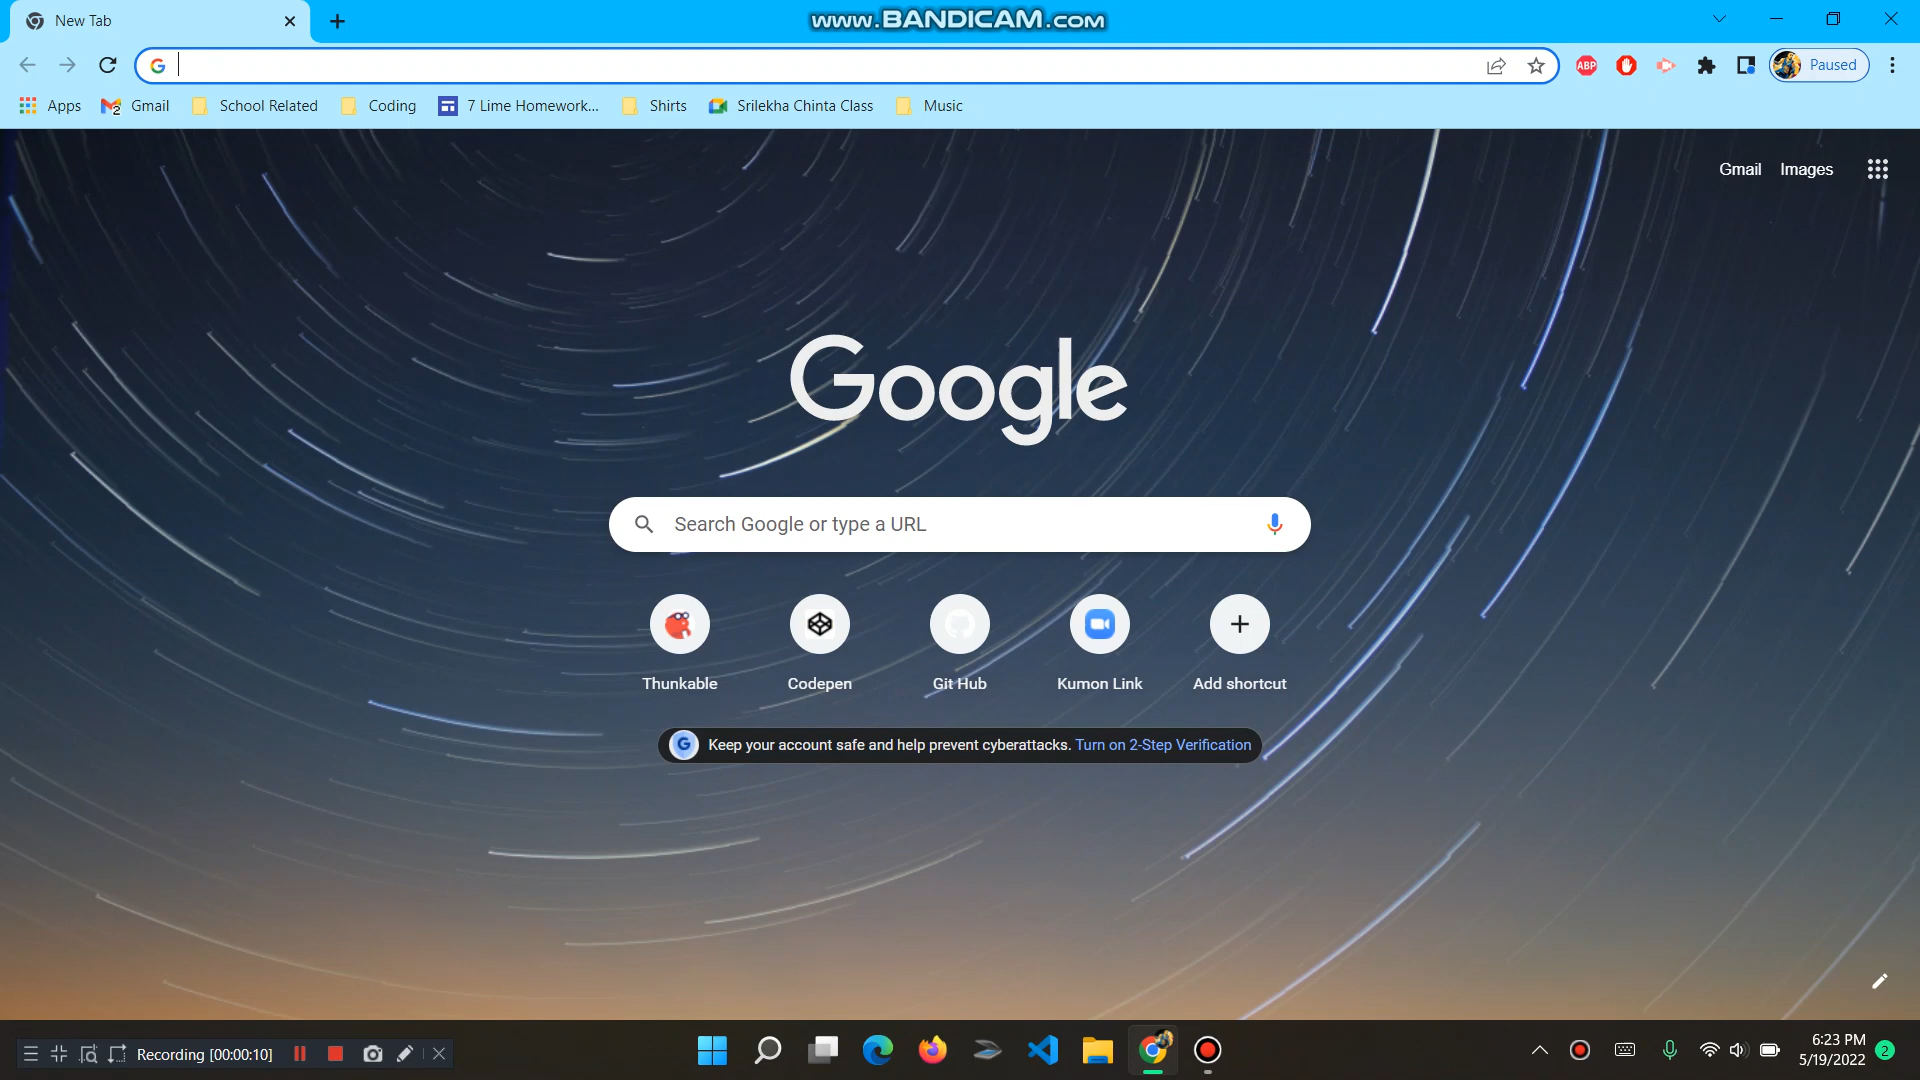 New Tab
www.BANDICAM.com
ABP
Paused
Apps
2
Gmail
School Related
Coding
7 Lime Homework...
Shirts
Srilekha Chinta Class
Music
Gmail
Images
Google
Search Google or type a URL
Thunkable
Codepen
Git Hub
Kumon Link
Add shortcut
G
Keep your account safe and help prevent cyberattacks. Turn on 2-Step Verification
Recording [00:00:10]
6:23 PM
5/19/2022
2